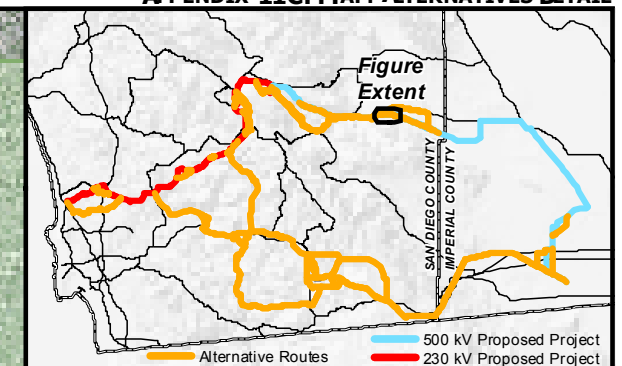 Figure
Extent
SAN DIEGO COUNTY
IMPERIAL COUNTY
500 kV Proposed Project
Alternative Routes
230 kV Proposed Project